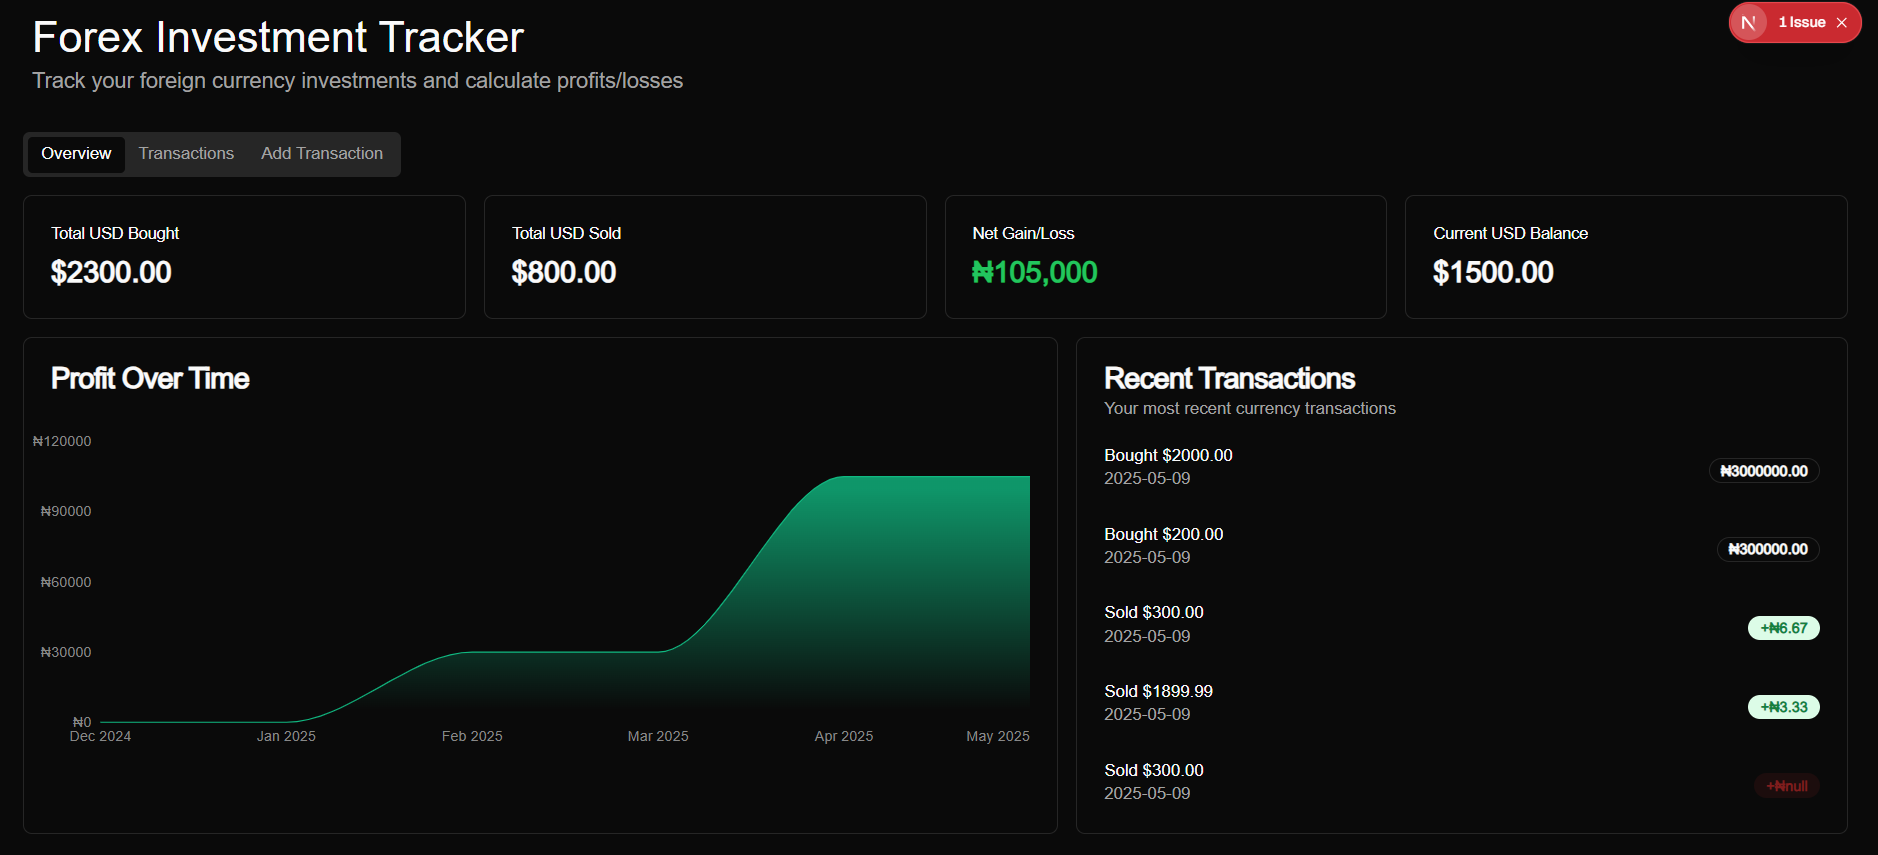 Forex Investment Tracker
N 1 Issue ×
Track your foreign currency investments and calculate profits/losses
Overview Transactions Add Transaction
Total USD Bought
$2300.00
Total USD Sold
$800.00
Net Gain/Loss
₦105,000
Current USD Balance
$1500.00
Profit Over Time
₦120000
₦90000
₦60000
₦30000
₦0
Dec 2024 Jan 2025 Feb 2025 Mar 2025 Apr 2025 May 2025
Recent Transactions
Your most recent currency transactions
Bought $2000.00
2025-05-09
₦3000000.00
Bought $200.00
2025-05-09
₦300000.00
Sold $300.00
2025-05-09
+₦6.67
Sold $1899.99
2025-05-09
+₦3.33
Sold $300.00
2025-05-09
+₦null